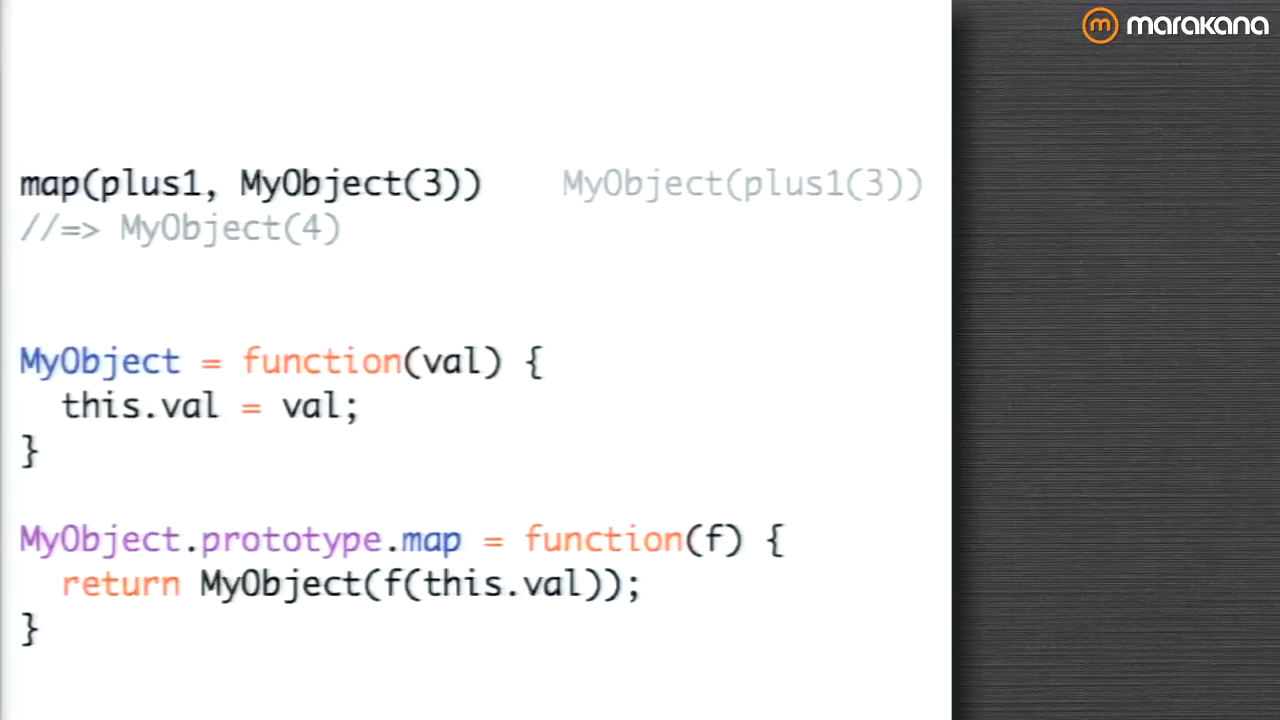 marakana
map(plus1, MyObject(3)) MyObject(plus1(3))
//=> MyObject(4)
MyObject = function(val) {
  this.val = val;
}
MyObject.prototype.map = function(f) {
  return MyObject(f(this.val));
}